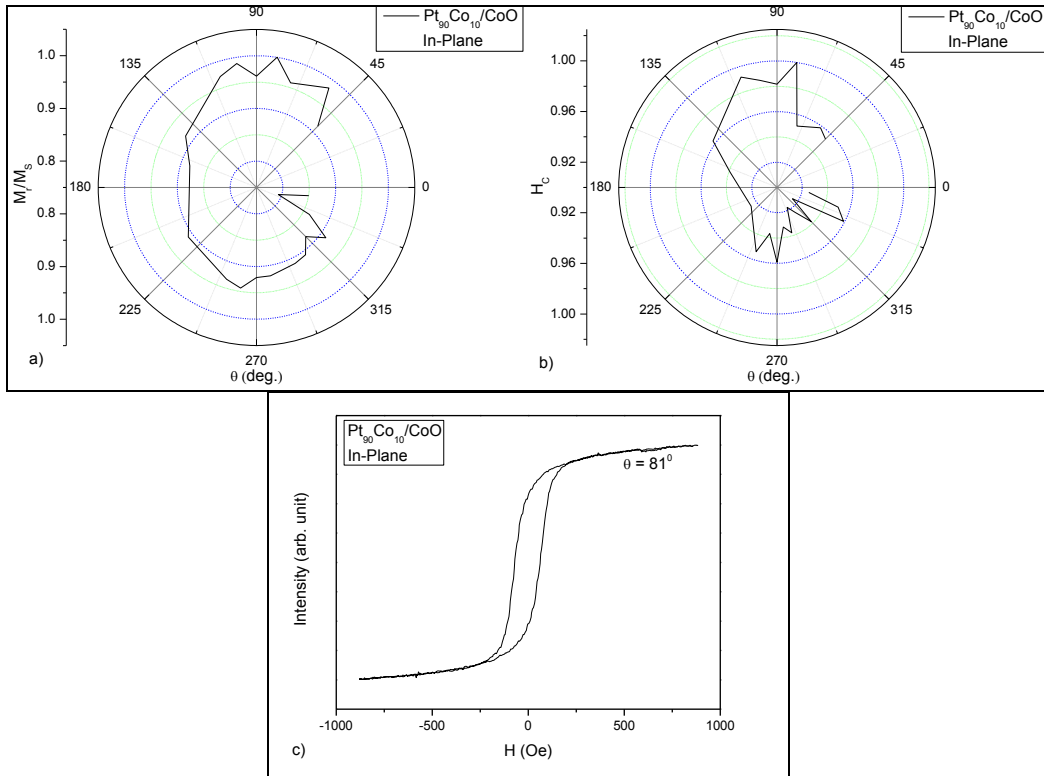 90
Pt₉₀Co₁₀/CoO
In-Plane
45
0
315
270
225
180
135
1.0
0.9
0.8
0.8
0.9
1.0
Mr/Ms
θ (deg.)
a)
90
Pt₉₀Co₁₀/CoO
In-Plane
45
0
315
270
225
180
135
1.00
0.96
0.92
0.92
0.96
1.00
HC
θ (deg.)
b)
Pt₉₀Co₁₀/CoO
In-Plane
θ = 81⁰
Intensity (arb. unit)
-1000 -500 0 500 1000
H (Oe)
c)